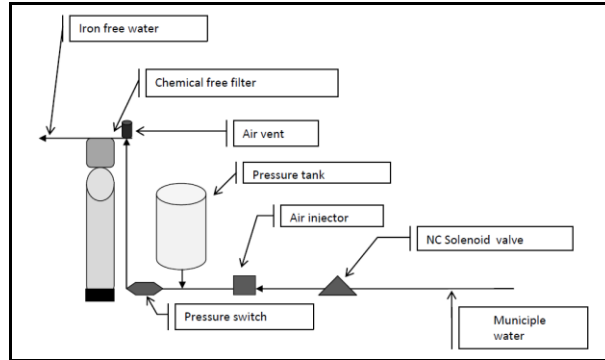 Iron free water
Chemical free filter
Air vent
Pressure tank
Air injector
NC Solenoid valve
Pressure switch
Municiple
water